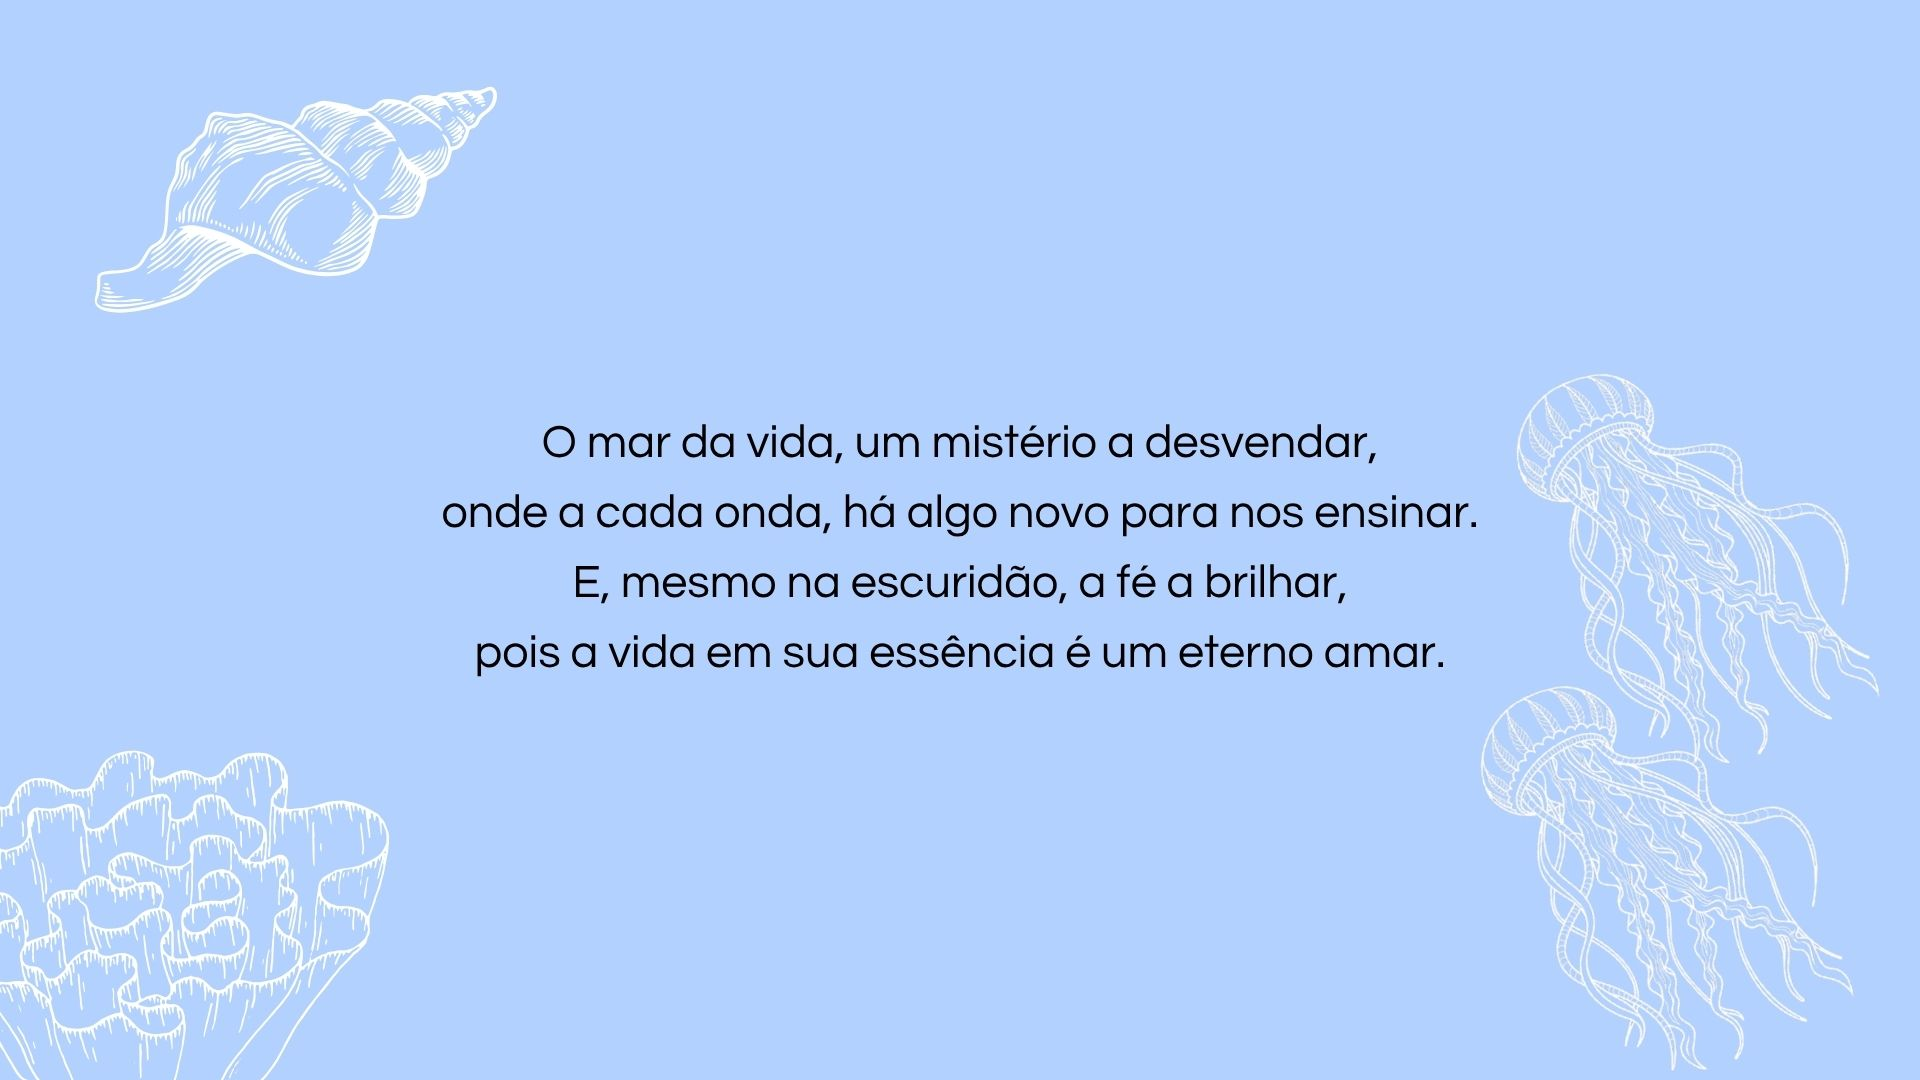 O mar da vida, um mistério a desvendar,
onde a cada onda, há algo novo para nos ensinar.
E, mesmo na escuridão, a fé a brilhar,
pois a vida em sua essência é um eterno amar.